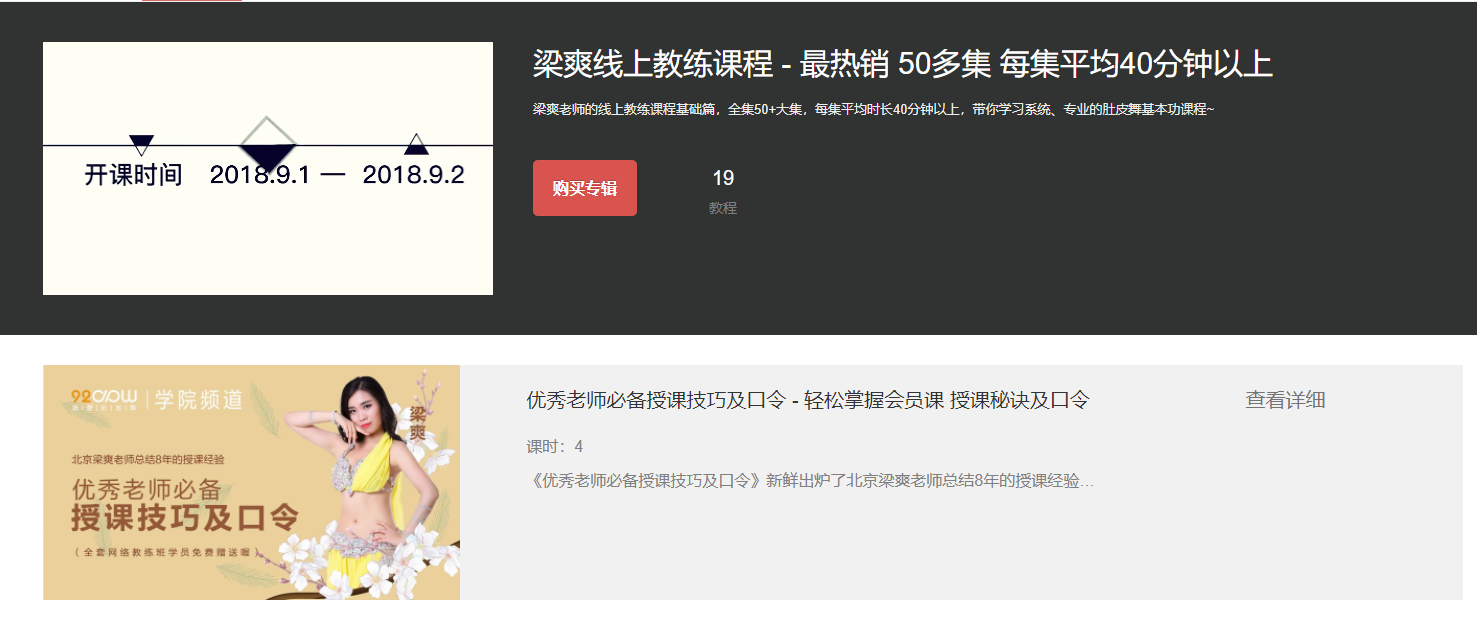 梁爽线上教练课程 - 最热销 50多集 每集平均40分钟以上
梁爽老师的线上教练课程基础篇，全集50+大集，每集平均时长40分钟以上，带你学习系统、专业的肚皮舞基本功课程~
开课时间 2018.9.1 — 2018.9.2
购买专辑
19
教程
学院频道
梁爽
北京梁爽老师总结8年的授课经验
优秀老师必备
授课技巧及口令
（全套网络教练班学员免费赠送喔）
优秀老师必备授课技巧及口令 - 轻松掌握会员课 授课秘诀及口令
查看详细
课时：4
《优秀老师必备授课技巧及口令》新鲜出炉了北京梁爽老师总结8年的授课经验...